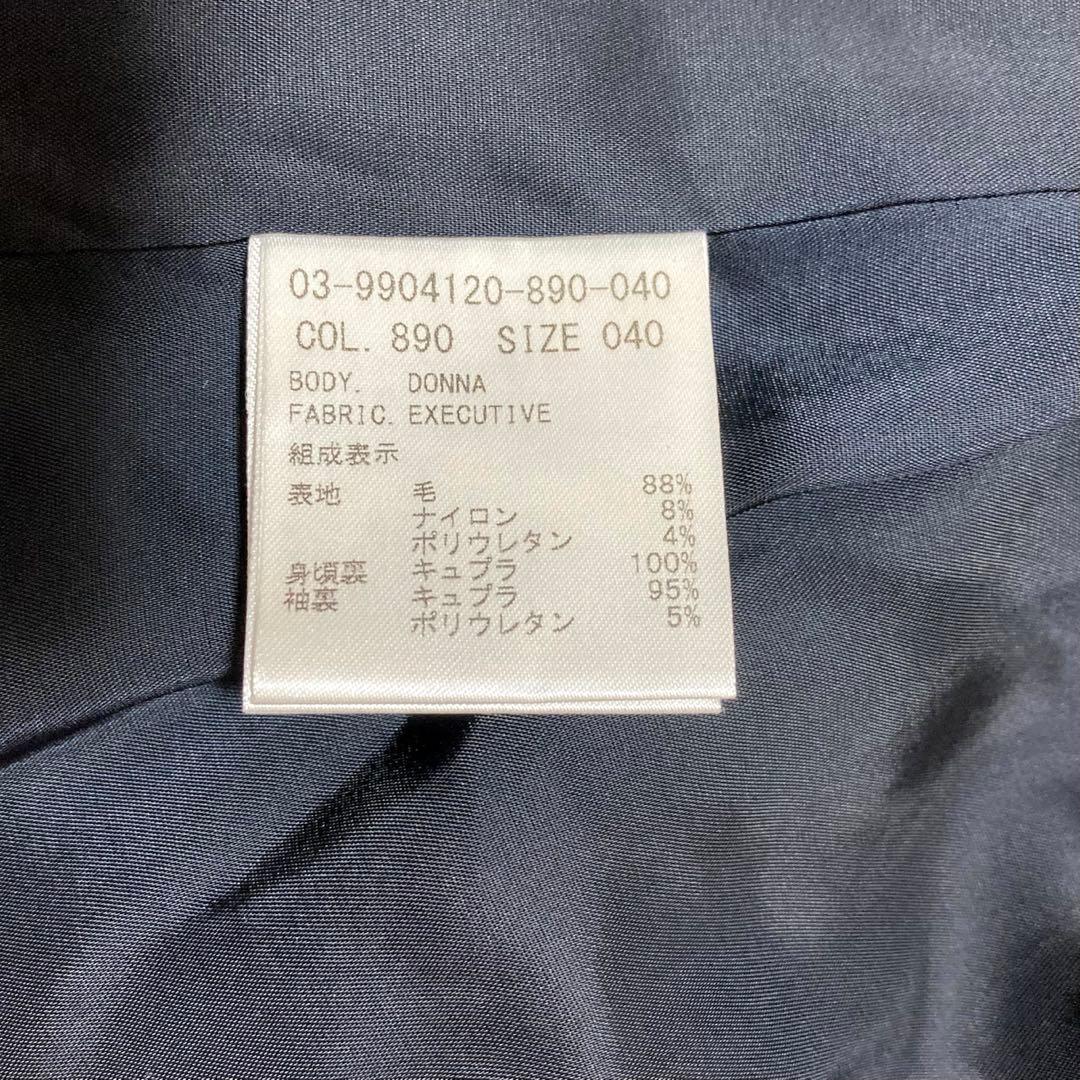 03-9904120-890-040
COL. 890 SIZE 040
BODY. DONNA
FABRIC. EXECUTIVE
組成表示
表地 毛 88%
ナイロン 8%
ポリウレタン 4%
身頃裏 キュプラ 100%
袖裏 キュプラ 95%
ポリウレタン 5%